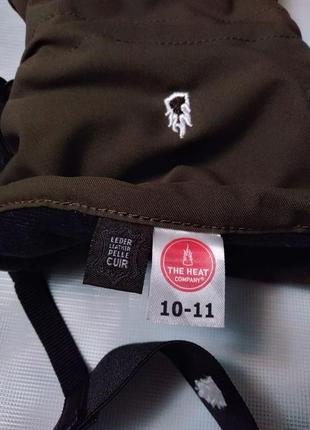 LEDER
LEATHER
PELLE
CUIR
THE HEAT
COMPANY®
10-11